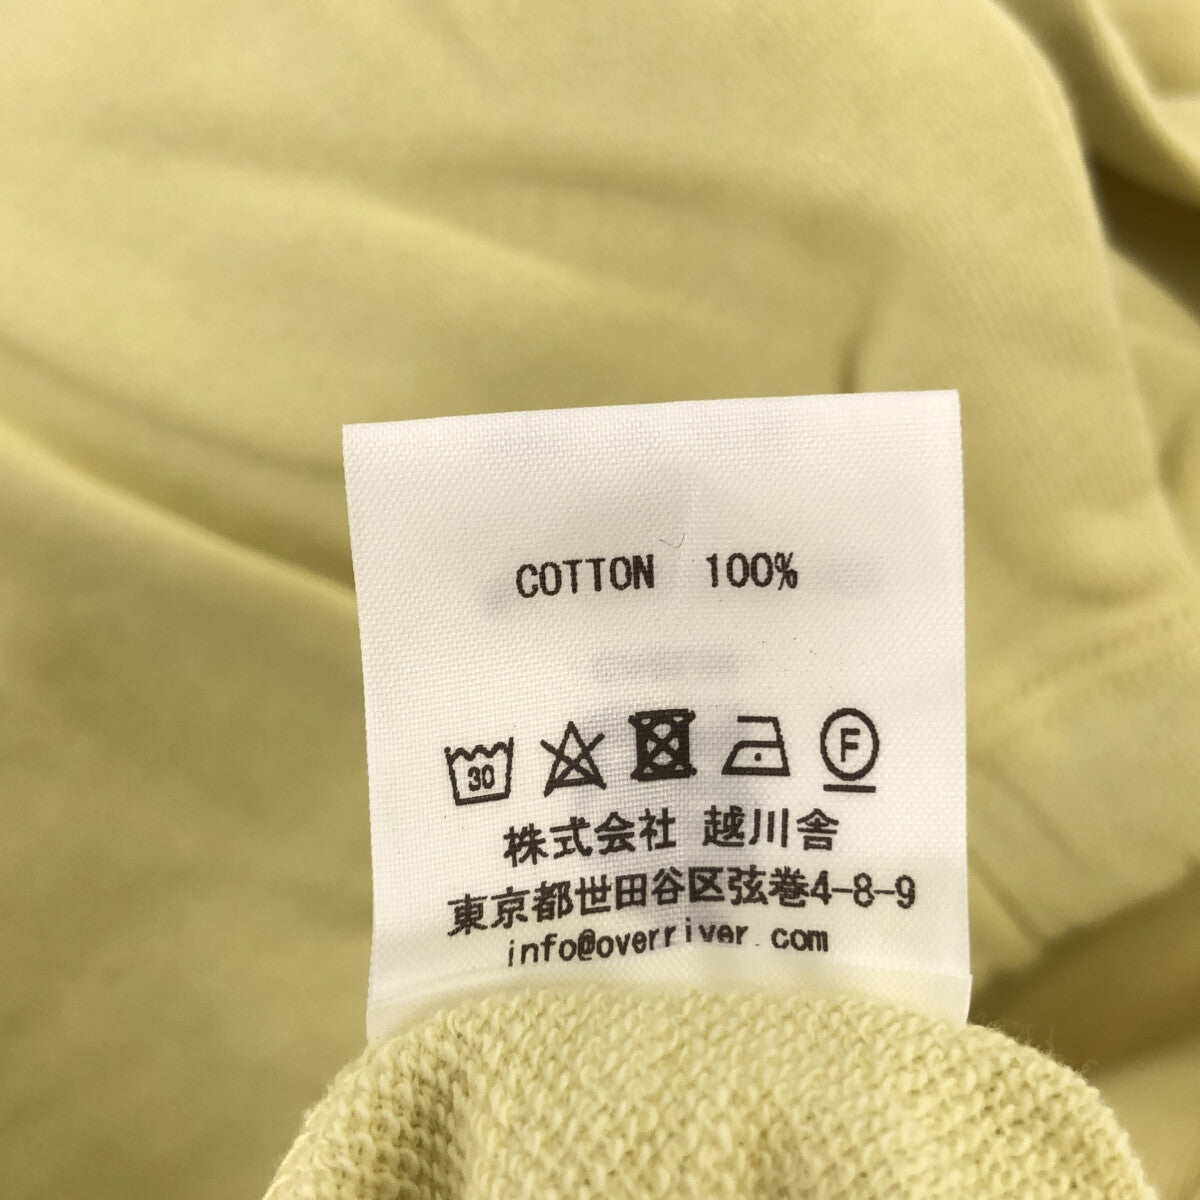 COTTON 100%
30
F
株式会社 越川舎
東京都世田谷区弦巻4-8-9
info@overriver.com